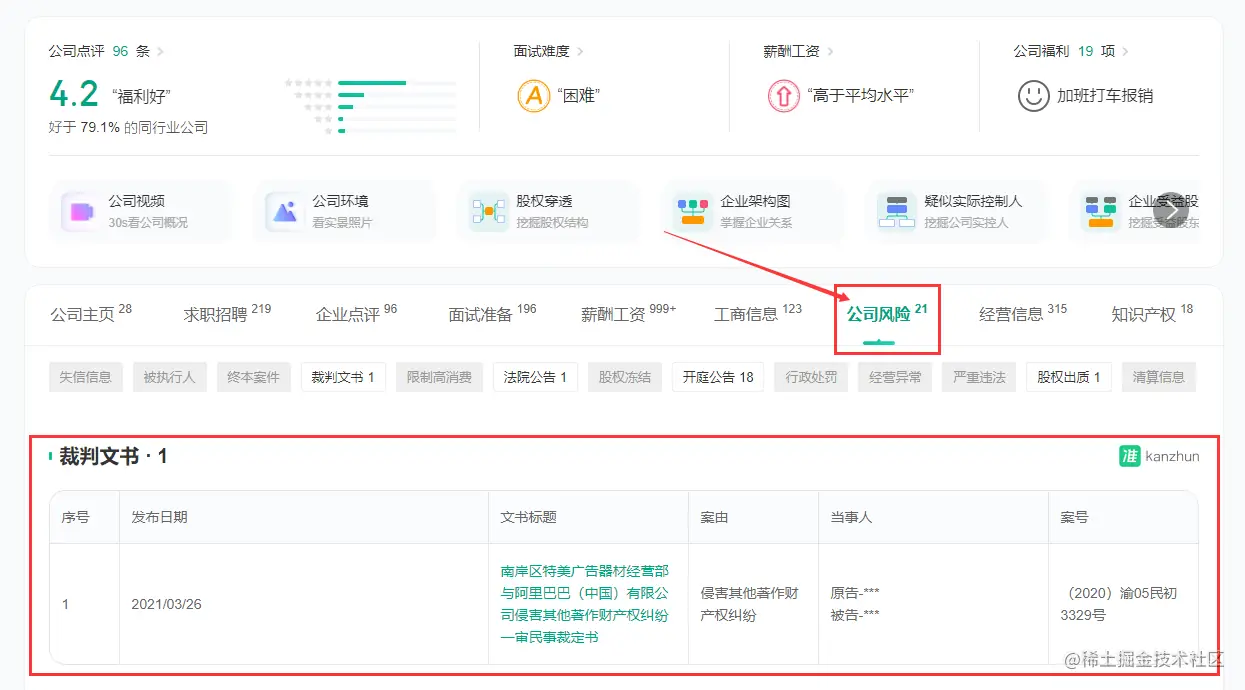 公司点评 96 条 >
面试难度 >
薪酬工资 >
公司福利 19 项 >
4.2 “福利好”
A “困难”
“高于平均水平”
加班打车报销
好于 79.1% 的同行业公司
公司视频
30s看公司概况
公司环境
看实景照片
股权穿透
挖掘股权结构
企业架构图
掌握企业关系
疑似实际控制人
挖掘公司实控人
企业受益股
挖掘受益股东
公司主页 28
求职招聘 219
企业点评 96
面试准备 196
薪酬工资 999+
工商信息 123
公司风险 21
经营信息 315
知识产权 18
失信信息
被执行人
终本案件
裁判文书 1
限制高消费
法院公告 1
股权冻结
开庭公告 18
行政处罚
经营异常
严重违法
股权出质 1
清算信息
裁判文书 · 1
准 kanzhun
序号 发布日期 文书标题 案由 当事人 案号
1
2021/03/26
南岸区特美广告器材经营部
与阿里巴巴（中国）有限公
司侵害其他著作财产权纠纷
一审民事裁定书
侵害其他著作财
产权纠纷
原告-***
被告-***
（2020）渝05民初
3329号
@稀土掘金技术社区